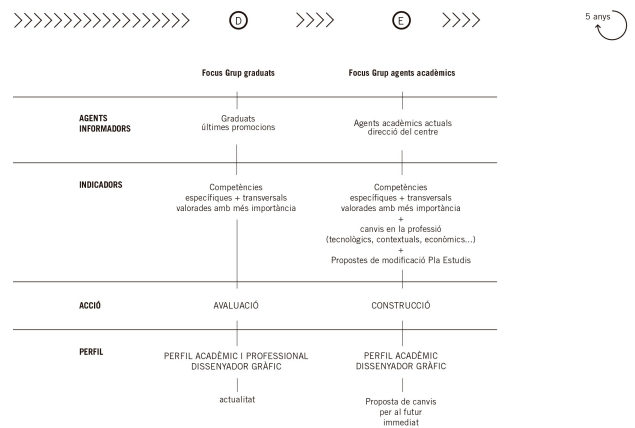 D
E
5 anys
Focus Grup graduats
Focus Grup agents acadèmics
AGENTS
INFORMADORS
Graduats
últimes promocions
Agents acadèmics actuals
direcció del centre
INDICADORS
Competències
específiques + transversals
valorades amb més importància
Competències
específiques + transversals
valorades amb més importància
+
canvis en la professió
(tecnològics, contextuals, econòmics...)
+
Propostes de modificació Pla Estudis
ACCIÓ
AVALUACIÓ
CONSTRUCCIÓ
PERFIL
PERFIL ACADÈMIC I PROFESSIONAL
DISSENYADOR GRÀFIC
PERFIL ACADÈMIC
DISSENYADOR GRÀFIC
actualitat
Proposta de canvis
per al futur
immediat